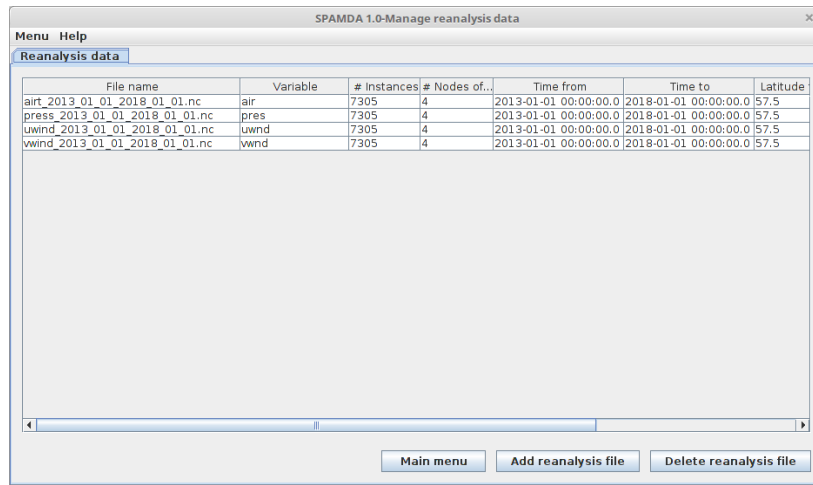 SPAMDA 1.0-Manage reanalysis data ×
Menu Help
Reanalysis data
File name Variable # Instances # Nodes of... Time from Time to Latitude
airt_2013_01_01_2018_01_01.nc air 7305 4 2013-01-01 00:00:00.0 2018-01-01 00:00:00.0 57.5
press_2013_01_01_2018_01_01.nc pres 7305 4 2013-01-01 00:00:00.0 2018-01-01 00:00:00.0 57.5
uwind_2013_01_01_2018_01_01.nc uwnd 7305 4 2013-01-01 00:00:00.0 2018-01-01 00:00:00.0 57.5
vwind_2013_01_01_2018_01_01.nc vwnd 7305 4 2013-01-01 00:00:00.0 2018-01-01 00:00:00.0 57.5
Main menu Add reanalysis file Delete reanalysis file